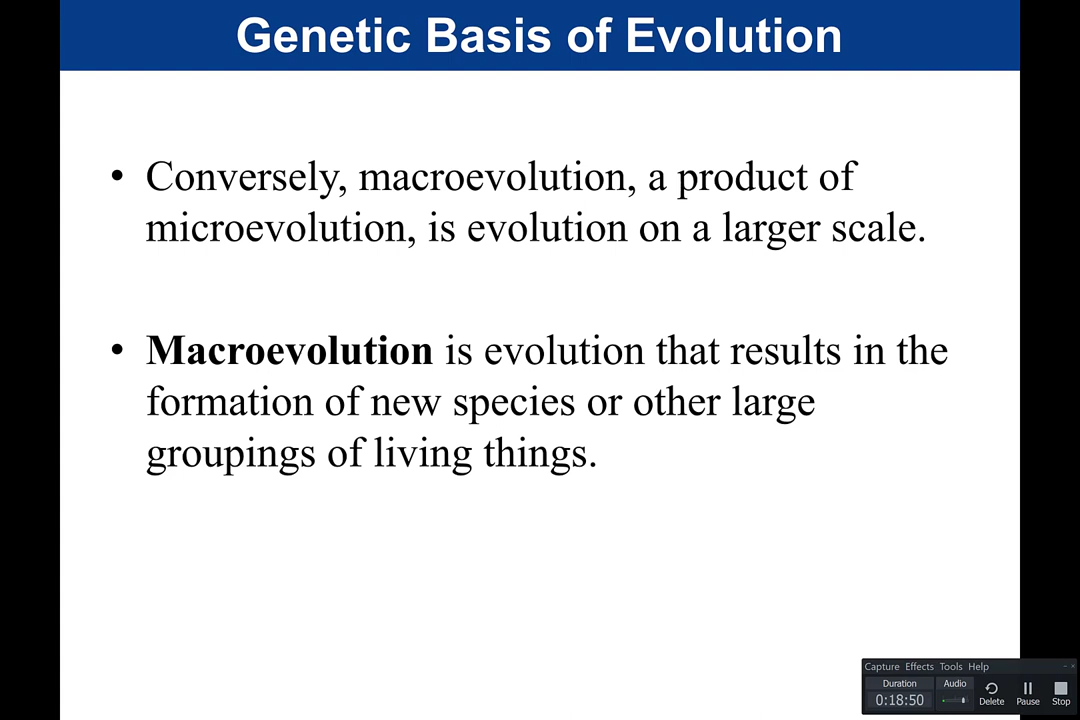 Genetic Basis of Evolution
• Conversely, macroevolution, a product of
microevolution, is evolution on a larger scale.
• Macroevolution is evolution that results in the
formation of new species or other large
groupings of living things.
Capture Effects Tools Help
Duration Audio
0:18:50 Delete Pause Stop